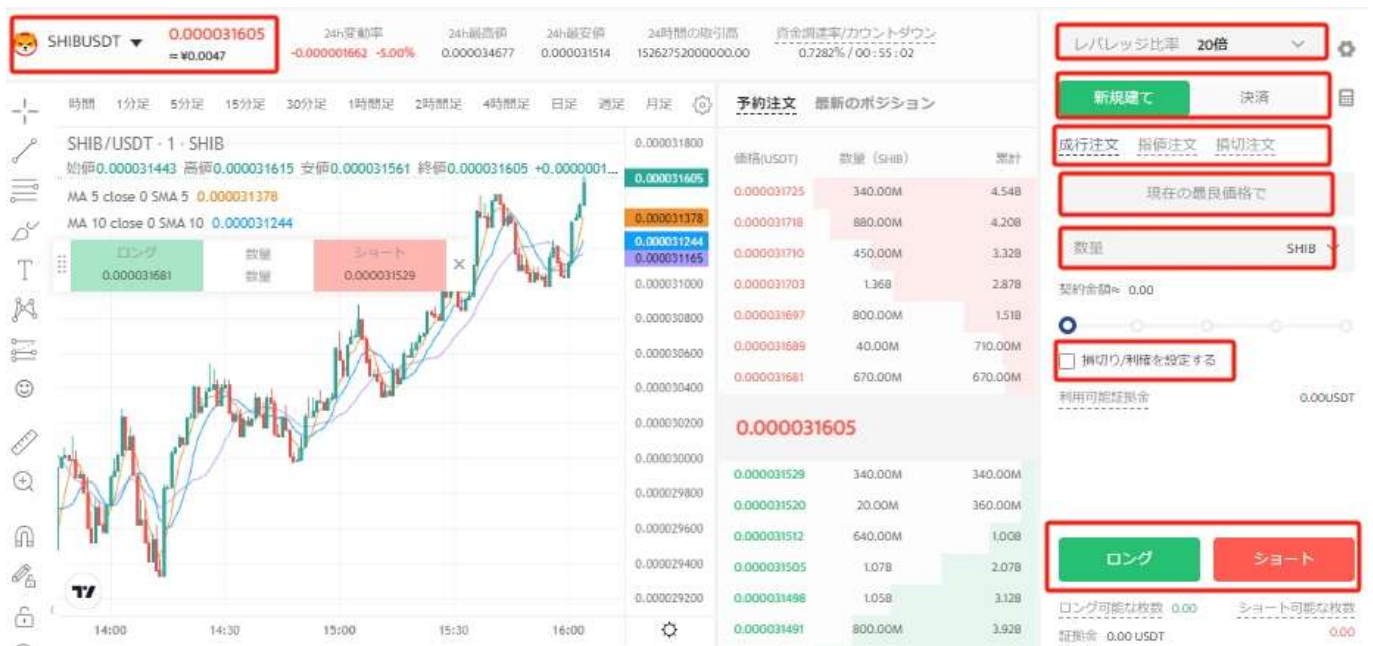 SHIBUSDT ▼
0.000031605
≈ ¥0.0047
24h変動率
-0.000001662 -5.00%
24h最高値
0.000034677
24h最安値
0.000031514
24時間の取引高
15262752000000.00
資金調達率/カウントダウン
0.7282% / 00:55:02
時間 1分足 5分足 15分足 30分足 1時間足 2時間足 4時間足 日足 週足 月足
SHIB/USDT · 1 · SHIB
始値0.000031443 高値0.000031615 安値0.000031561 終値0.000031605 +0.0000001...
MA 5 close 0 SMA 5 0.000031378
MA 10 close 0 SMA 10 0.000031244
ロング
0.000031681
数量
数量
ショート
0.000031529
0.000031800
0.000031605
0.000031378
0.000031244
0.000031165
0.000031000
0.000030800
0.000030600
0.000030400
0.000030200
0.000030000
0.000029800
0.000029600
0.000029400
0.000029200
14:00 14:30 15:00 15:30 16:00
予約注文 最新のポジション
価格(USDT) 数量 (SHIB) 累計
0.000031725 340.00M 4.54B
0.000031718 880.00M 4.20B
0.000031710 450.00M 3.32B
0.000031703 1.36B 2.87B
0.000031697 800.00M 1.51B
0.000031689 40.00M 710.00M
0.000031681 670.00M 670.00M
0.000031605
0.000031529 340.00M 340.00M
0.000031520 20.00M 360.00M
0.000031512 640.00M 1.00B
0.000031505 1.07B 2.07B
0.000031498 1.05B 3.12B
0.000031491 800.00M 3.92B
レバレッジ比率 20倍
新規建て 決済
成行注文 指値注文 損切注文
現在の最良価格で
数量 SHIB
契約金額≈ 0.00
損切り/利確を設定する
利用可能証拠金 0.00USDT
ロング ショート
ロング可能な枚数 0.00 ショート可能な枚数
0.00
証拠金 0.00 USDT